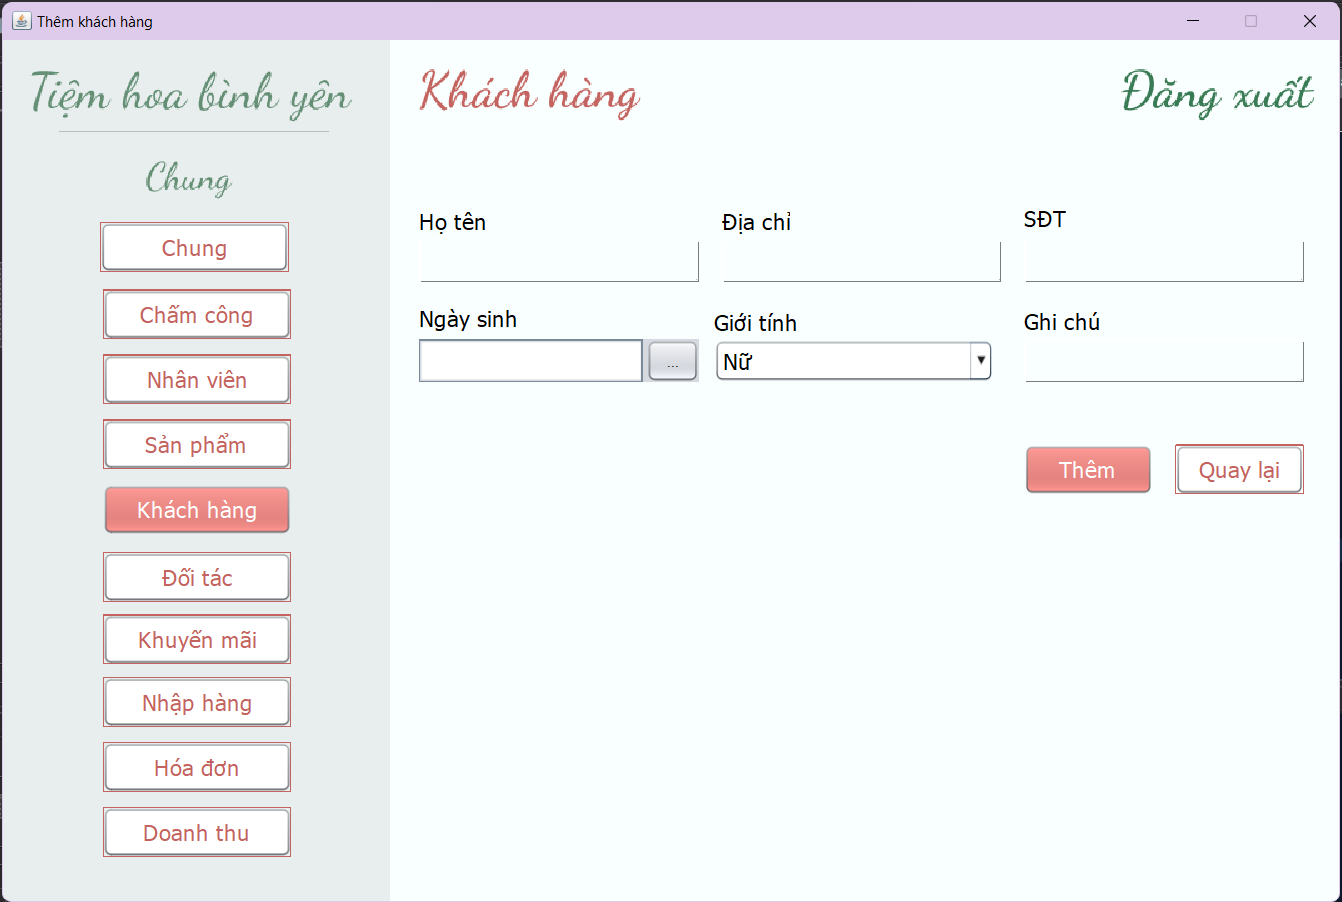 Thêm khách hàng
Tiệm hoa bình yên
Chung
Chung
Chấm công
Nhân viên
Sản phẩm
Khách hàng
Đối tác
Khuyến mãi
Nhập hàng
Hóa đơn
Doanh thu
Khách hàng
Đăng xuất
Họ tên
Địa chỉ
SĐT
Ngày sinh
Giới tính
Ghi chú
...
Nữ
Thêm
Quay lại